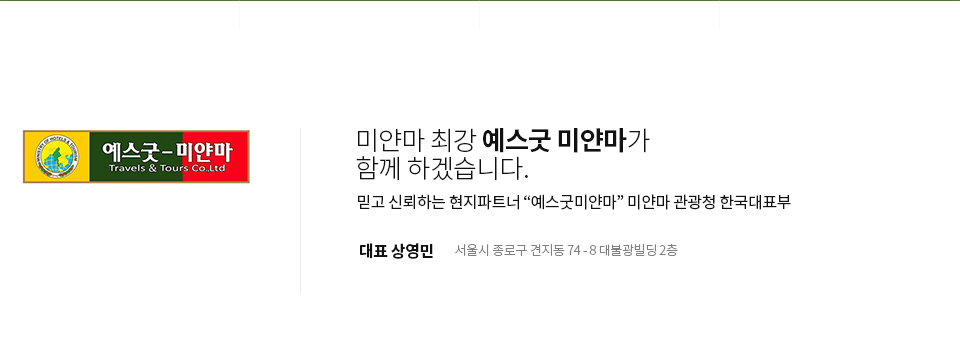 MINISTRY OF HOTELS & TOURISM
예스굿-미얀마
Travels & Tours Co.,Ltd
미얀마 최강 예스굿 미얀마가
함께 하겠습니다.
믿고 신뢰하는 현지파트너 “예스굿미얀마” 미얀마 관광청 한국대표부
대표 상영민 서울시 종로구 견지동 74 - 8 대불광빌딩 2층